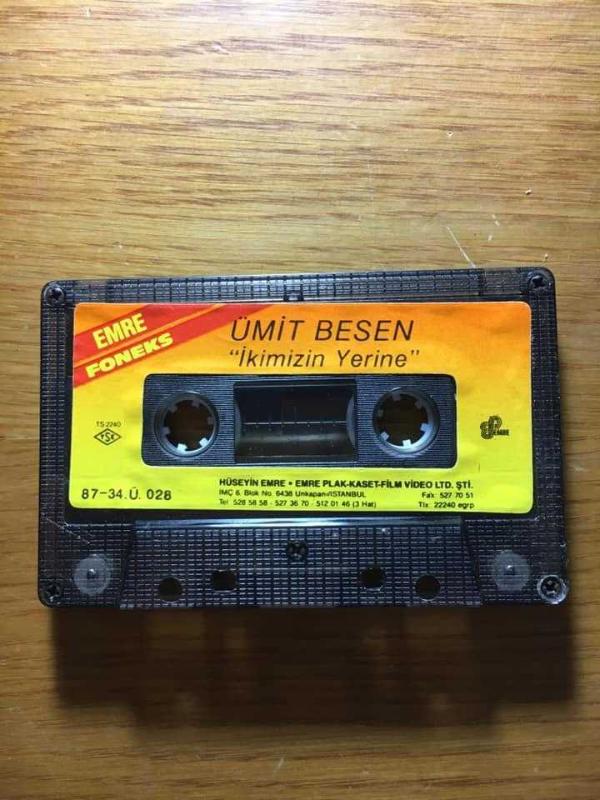 EMRE
FONEKS
ÜMİT BESEN
"İkimizin Yerine"
TS 2240
TSK
EMRE
87-34.Ü. 028
HÜSEYİN EMRE • EMRE PLAK-KASET-FİLM VİDEO LTD. ŞTİ.
İMÇ 6. Blok No. 6438 Unkapanı/İSTANBUL
Fax: 527 70 51
Tel: 528 58 58 - 527 36 70 - 512 01 46 (3 Hat)
Tlx: 22240 egrp